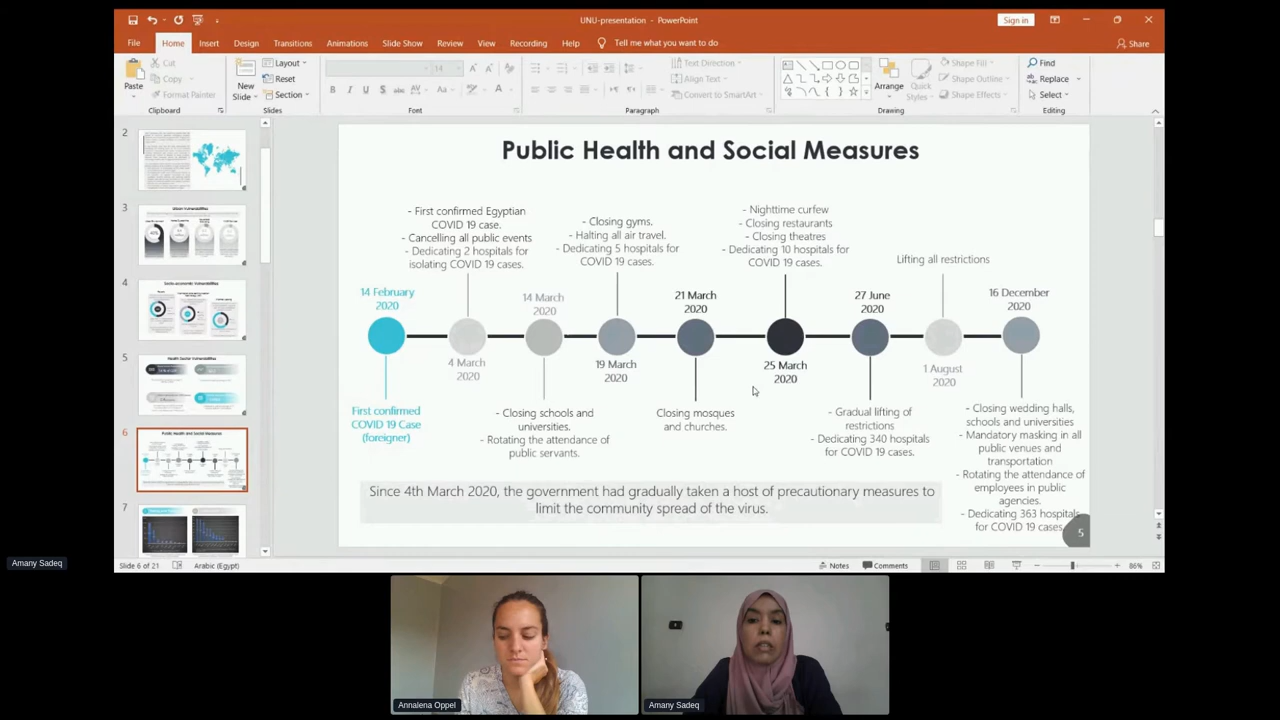 UNU-presentation - PowerPoint
Sign in
File
Home
Insert
Design
Transitions
Animations
Slide Show
Review
View
Recording
Help
Tell me what you want to do
Share
Paste
Cut
Copy
Format Painter
Clipboard
New
Slide
Layout
Reset
Section
Slides
14
Font
Text Direction
Align Text
Convert to SmartArt
Paragraph
Arrange
Quick
Styles
Shape Fill
Shape Outline
Shape Effects
Drawing
Find
Replace
Select
Editing
2
3
4
5
6
7
Public Health and Social Measures
- First confirmed Egyptian
COVID 19 case.
- Cancelling all public events
- Dedicating 2 hospitals for
isolating COVID 19 cases.
- Closing gyms.
- Halting all air travel.
- Dedicating 5 hospitals for
COVID 19 cases.
- Nighttime curfew
- Closing restaurants
- Closing theatres
- Dedicating 10 hospitals for
COVID 19 cases.
Lifting all restrictions
14 February
2020
4 March
2020
14 March
2020
19 March
2020
21 March
2020
25 March
2020
27 June
2020
1 August
2020
16 December
2020
First confirmed
COVID 19 Case
(foreigner)
- Closing schools and
universities.
- Rotating the attendance of
public servants.
Closing mosques
and churches.
- Gradual lifting of
restrictions
- Dedicating 340 hospitals
for COVID 19 cases.
- Closing wedding halls,
schools and universities
- Mandatory masking in all
public venues and
transportation
- Rotating the attendance of
employees in public
agencies.
- Dedicating 363 hospitals
for COVID 19 cases.
Since 4th March 2020, the government had gradually taken a host of precautionary measures to
limit the community spread of the virus.
5
Slide 6 of 21
Arabic (Egypt)
Notes
Comments
86%
Amany Sadeq
Annalena Oppel
Amany Sadeq